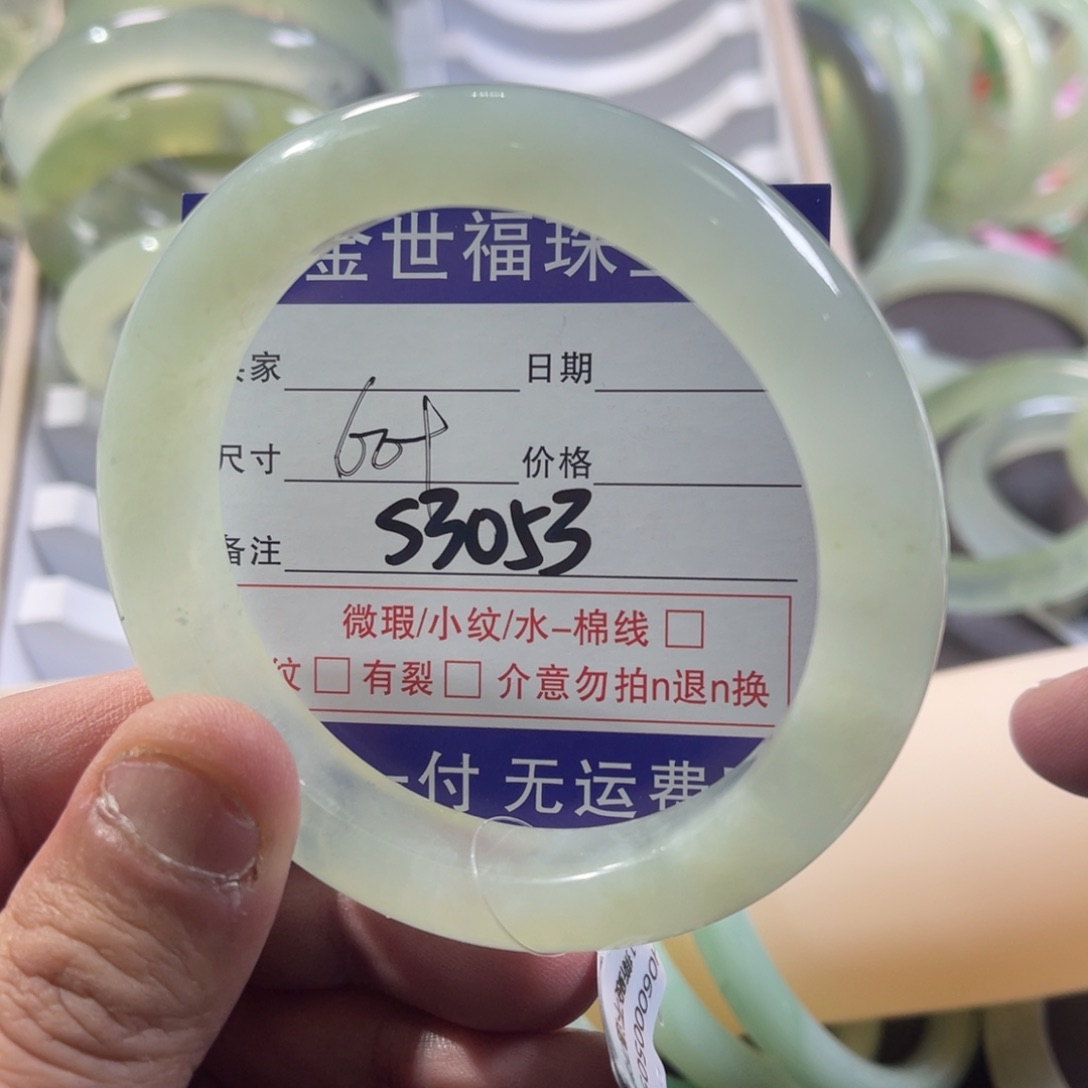 金世福珠
家 日期
尺寸 60+ 价格
备注 S3053
微瑕/小纹/水-棉线 □
纹 □ 有裂 □ 介意勿拍n退n换
一付 无运费